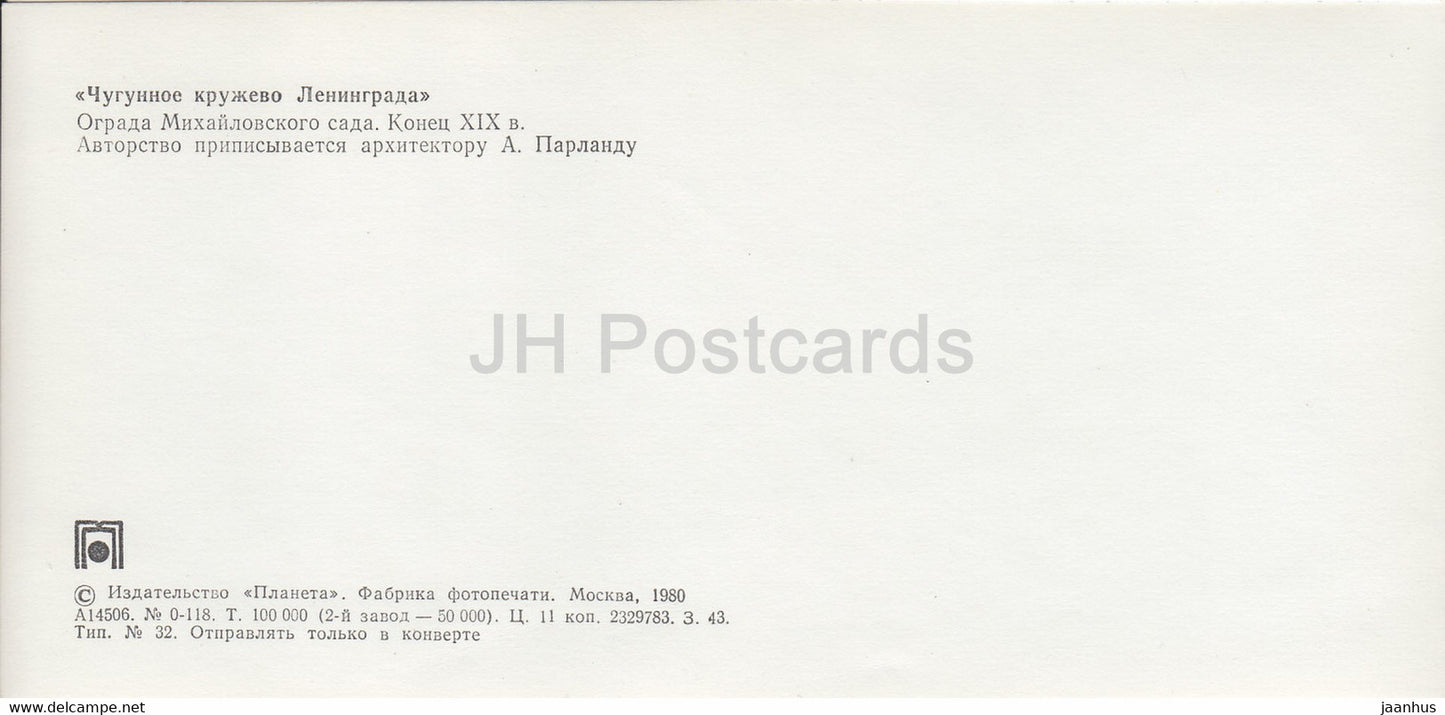 «Чугунное кружево Ленинграда»
Ограда Михайловского сада. Конец XIX в.
Авторство приписывается архитектору А. Парланду
JH Postcards
© Издательство «Планета». Фабрика фотопечати. Москва, 1980
А14506. № 0-118. Т. 100 000 (2-й завод — 50 000). Ц. 11 коп. 2329783. З. 43.
Тип. № 32. Отправлять только в конверте
www.delcampe.net
jaanhus